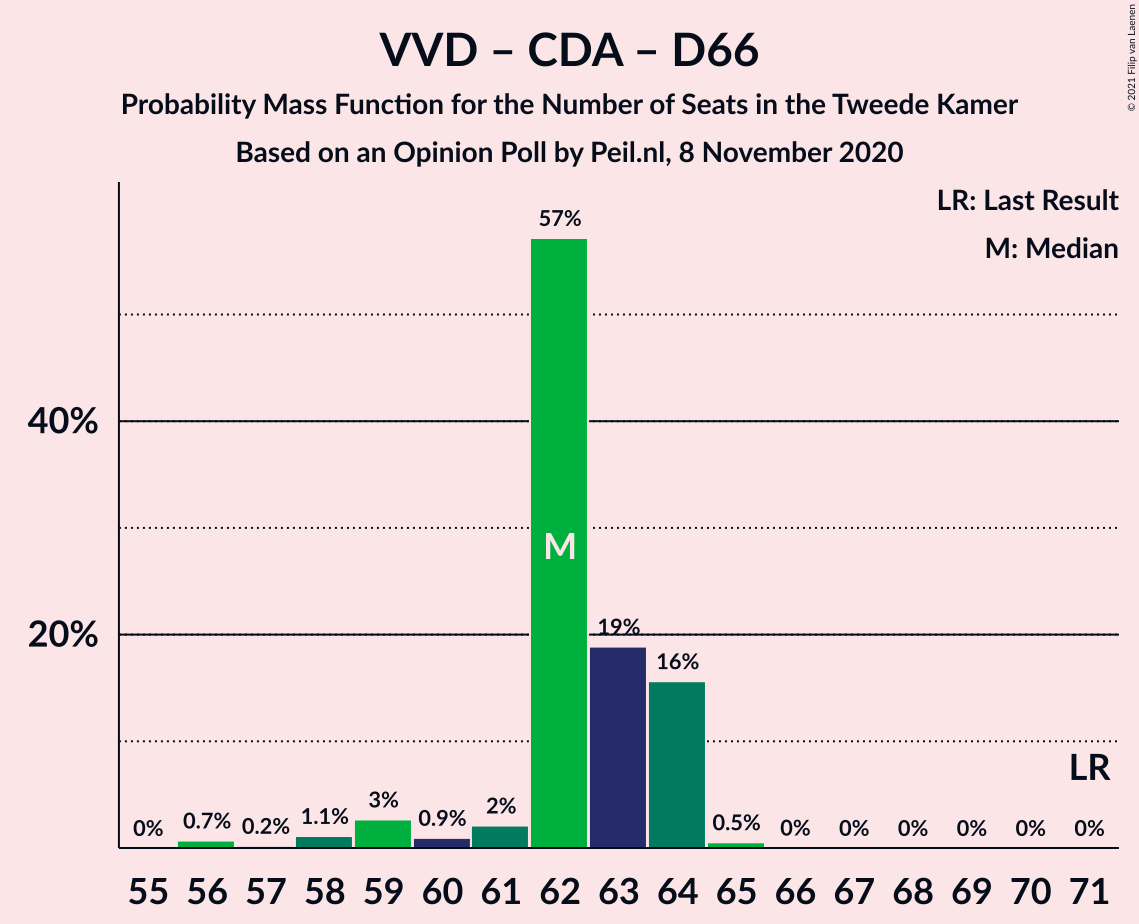 VVD – CDA – D66
Probability Mass Function for the Number of Seats in the Tweede Kamer
Based on an Opinion Poll by Peil.nl, 8 November 2020
© 2021 Filip van Laenen
LR: Last Result
M: Median
57%
40%
M
20%
19%
16%
LR
0% 0.7% 0.2% 1.1% 3% 0.9% 2% 0.5% 0% 0% 0% 0% 0% 0%
55 56 57 58 59 60 61 62 63 64 65 66 67 68 69 70 71